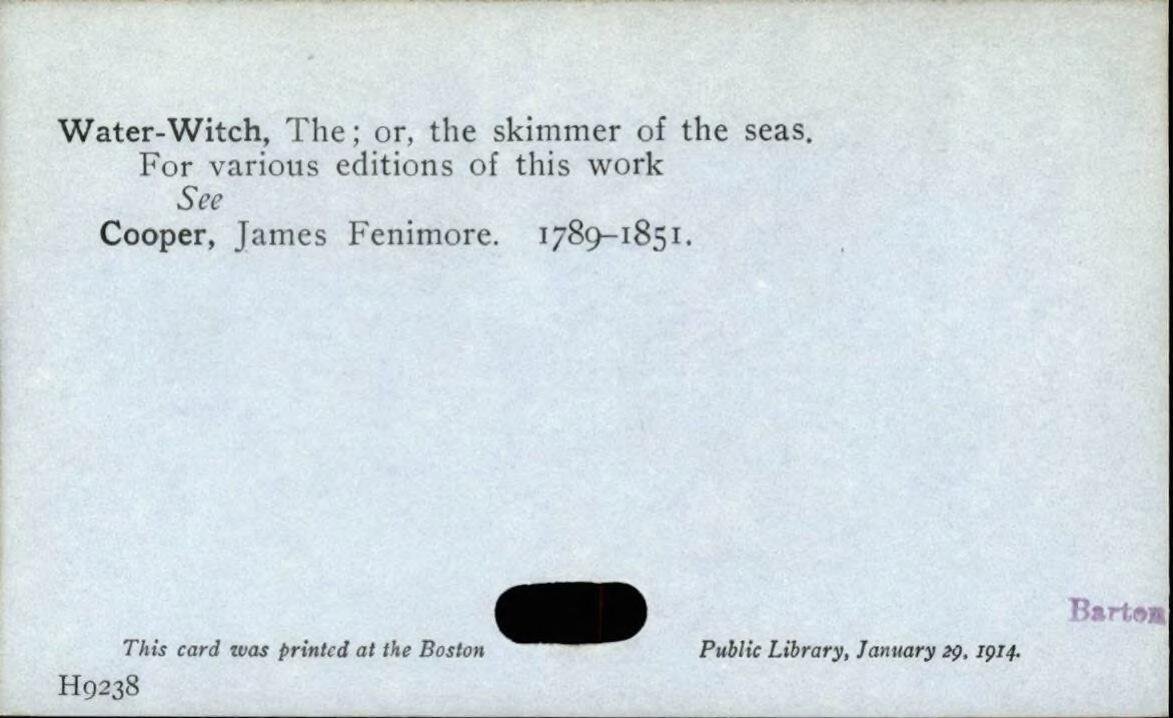 Water-Witch, The; or, the skimmer of the seas.
For various editions of this work
See
Cooper, James Fenimore. 1789–1851.
Barton
This card was printed at the Boston Public Library, January 29, 1914.
H9238